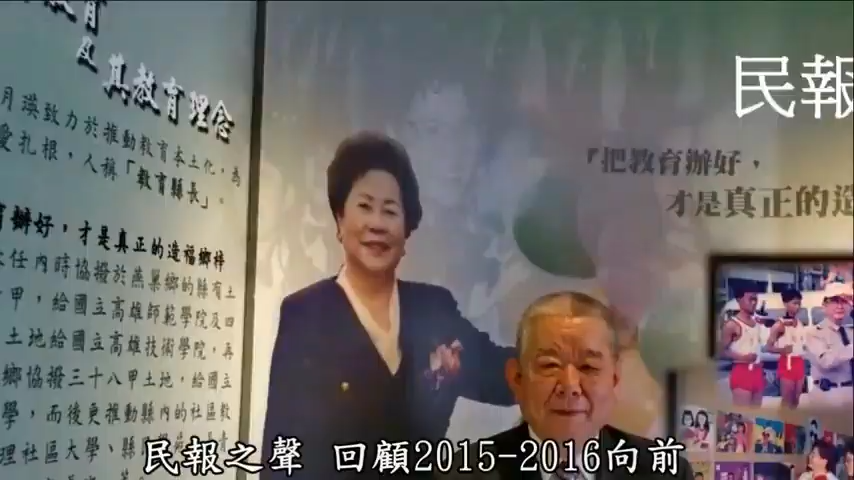 教育
及其教育理念
月瑛致力於推動教育本土化，為
愛扎根，人稱「教育縣長」。
育辦好，才是真正的造福鄉梓
任內時協撥於燕巢鄉的縣有土
甲，給國立高雄師範學院及四
土地給國立高雄技術學院，再
鄉協撥三十八甲土地，給國立
學，而後更推動縣內的社區教
理社區大學、縣
『把教育辦好，
才是真正的造
民報
民報之聲 回顧2015-2016向前